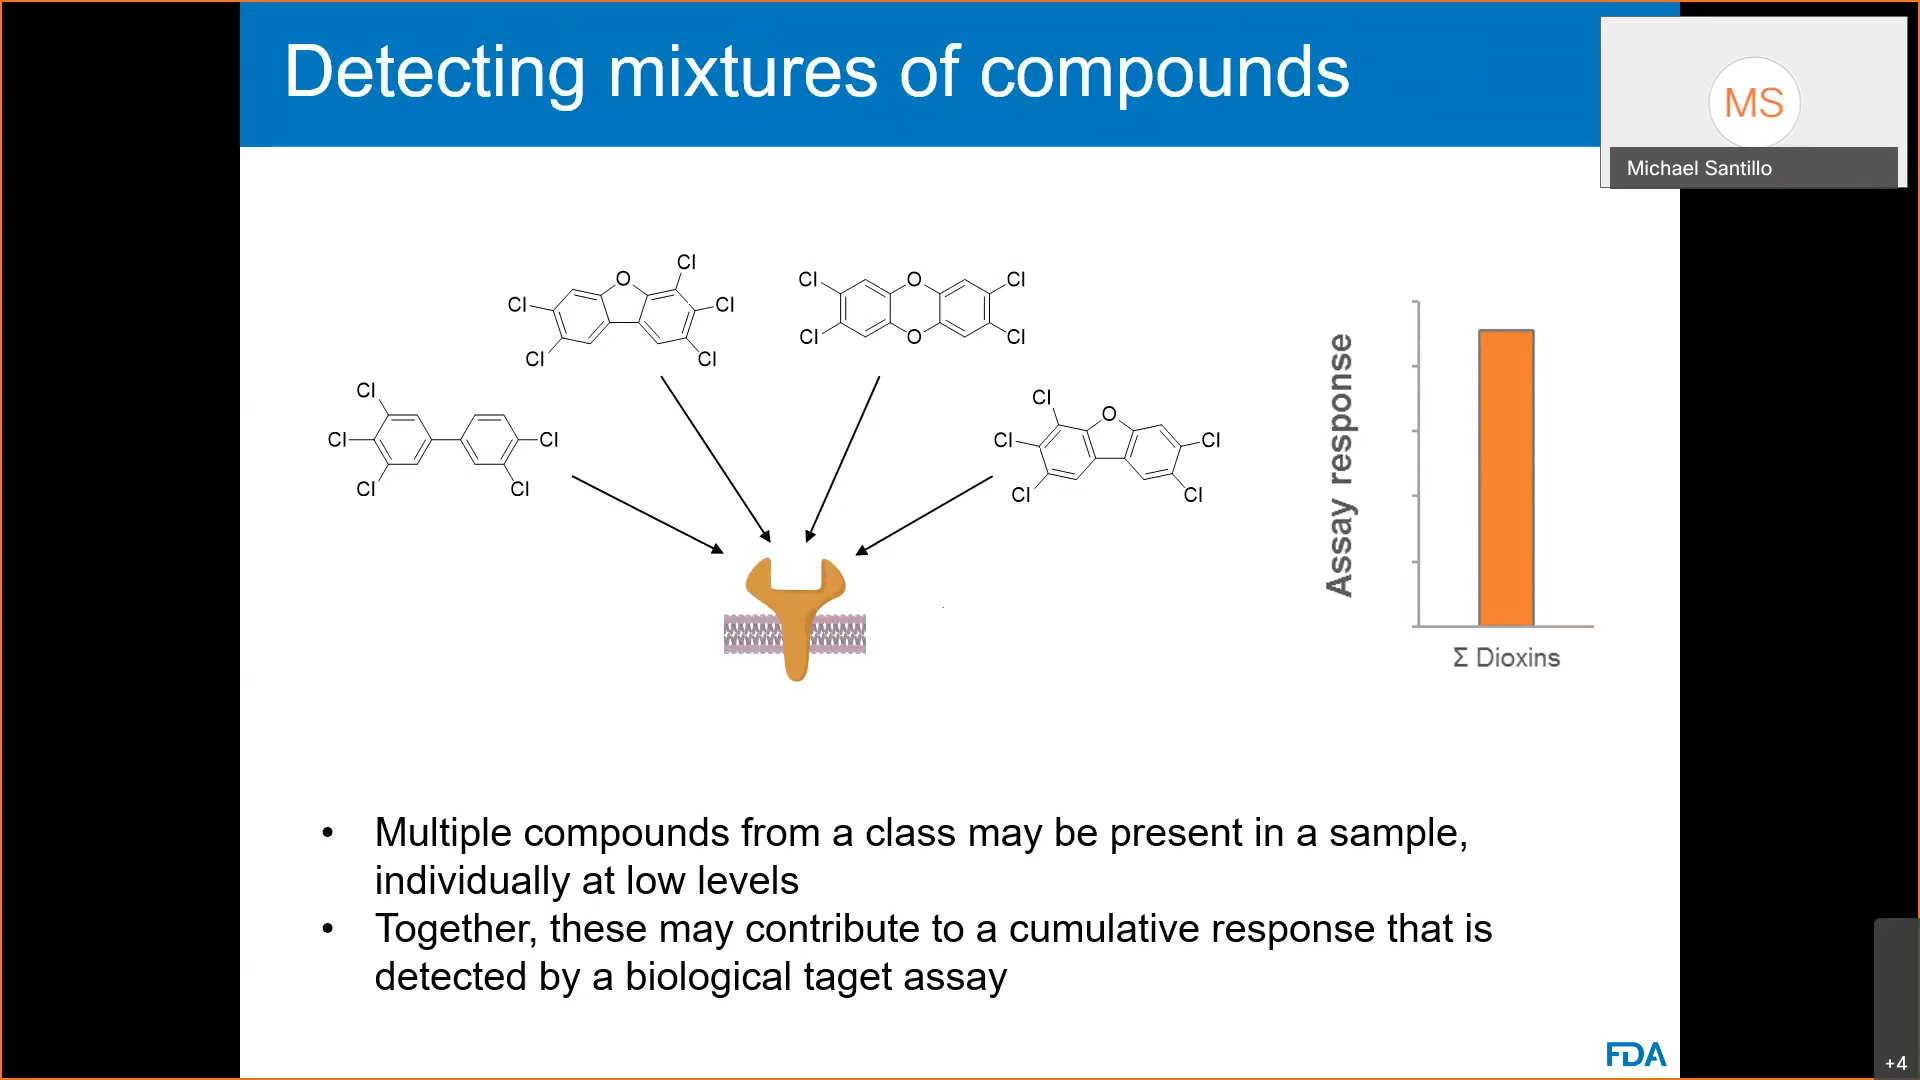 Detecting mixtures of compounds
MS
Michael Santillo
Cl
O
Cl
Cl
Cl
Cl
Cl
O
Cl
Cl
O
Cl
Cl
Cl
Cl
Cl
Cl
Cl
Cl
O
Cl
Cl
Cl
Cl
Assay response
Σ Dioxins
• Multiple compounds from a class may be present in a sample,
individually at low levels
• Together, these may contribute to a cumulative response that is
detected by a biological taget assay
FDA
+4